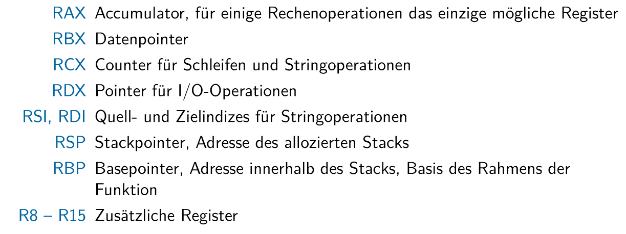 RAX Accumulator, für einige Rechenoperationen das einzige mögliche Register
RBX Datenpointer
RCX Counter für Schleifen und Stringoperationen
RDX Pointer für I/O-Operationen
RSI, RDI Quell- und Zielindizes für Stringoperationen
RSP Stackpointer, Adresse des allozierten Stacks
RBP Basepointer, Adresse innerhalb des Stacks, Basis des Rahmens der
Funktion
R8 – R15 Zusätzliche Register